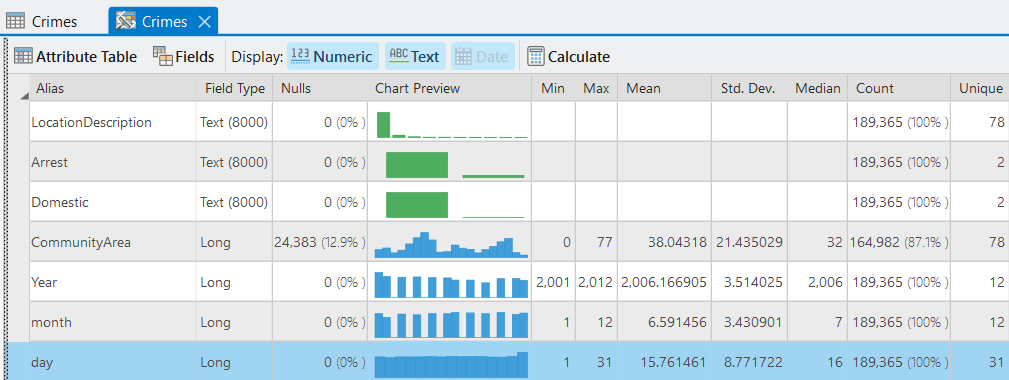 Crimes Crimes
Attribute Table Fields Display: 123 Numeric ABC Text Date Calculate
Alias Field Type Nulls Chart Preview Min Max Mean Std. Dev. Median Count Unique
LocationDescription Text (8000) 0 (0% ) 189,365 (100% ) 78
Arrest Text (8000) 0 (0% ) 189,365 (100% ) 2
Domestic Text (8000) 0 (0% ) 189,365 (100% ) 2
CommunityArea Long 24,383 (12.9% ) 0 77 38.04318 21.435029 32 164,982 (87.1% ) 78
Year Long 0 (0% ) 2,001 2,012 2,006.166905 3.514025 2,006 189,365 (100% ) 12
month Long 0 (0% ) 1 12 6.591456 3.430901 7 189,365 (100% ) 12
day Long 0 (0% ) 1 31 15.761461 8.771722 16 189,365 (100% ) 31